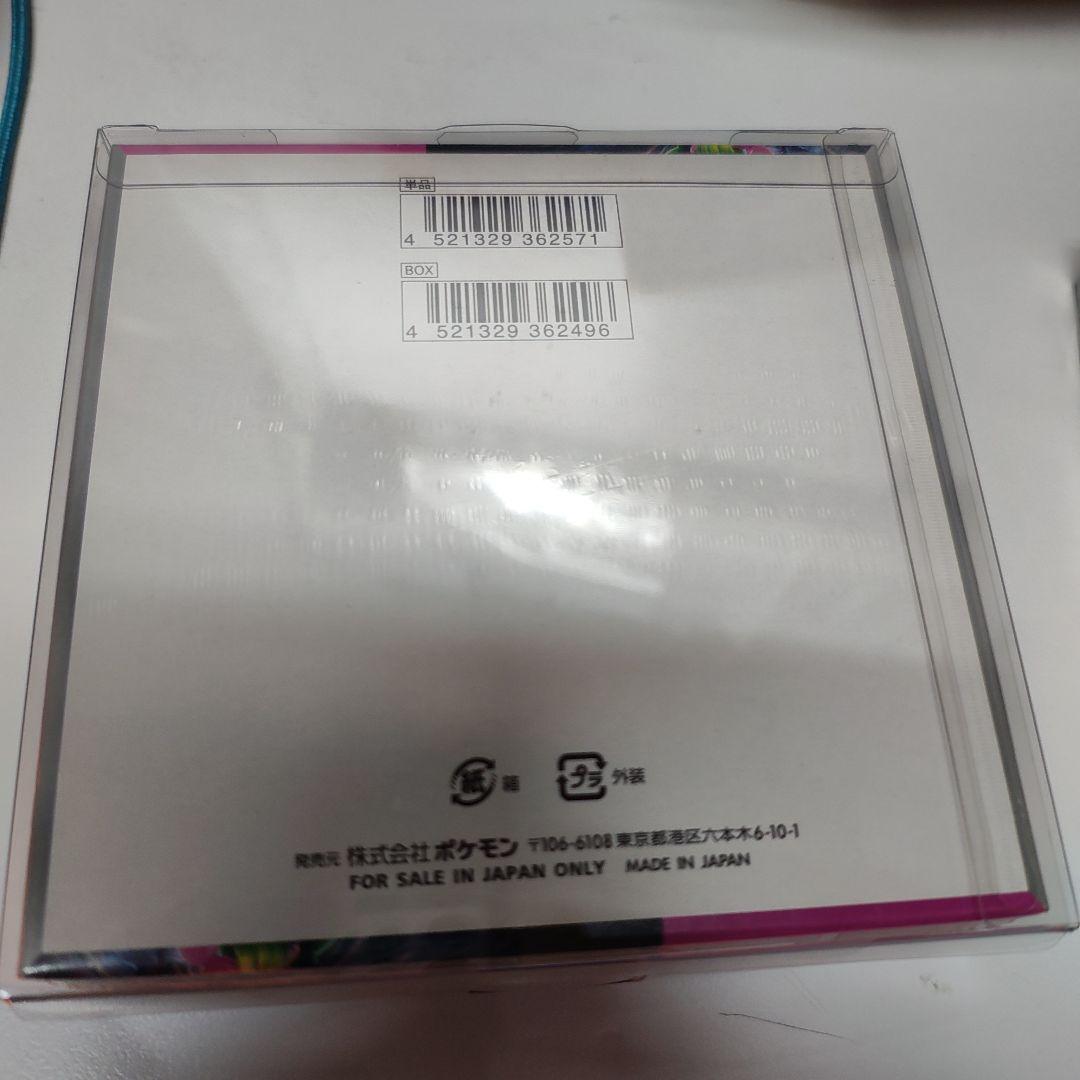 単品
4 521329 362571
BOX
4 521329 362496
紙 箱 プラ 外装
発売元 株式会社ポケモン 〒106-6108 東京都港区六本木6-10-1
FOR SALE IN JAPAN ONLY MADE IN JAPAN